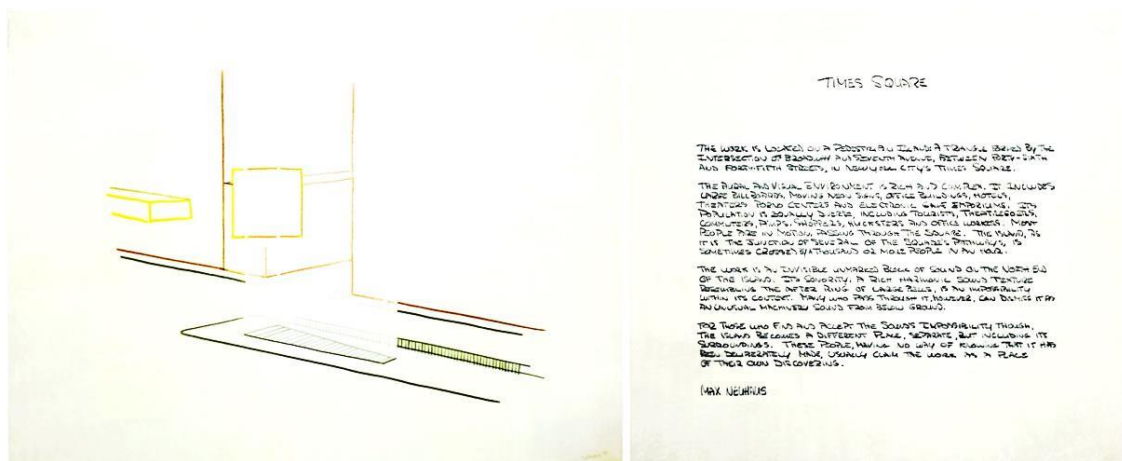 TIMES SQUARE
THE WORK IS LOCATED ON A PEDESTRIAN ISLAND: A TRIANGLE FORMED BY THE
INTERSECTION OF BROADWAY AND SEVENTH AVENUE, BETWEEN FORTY-SIXTH
AND FORTY-FIFTH STREETS, IN NEW YORK CITY'S TIMES SQUARE.
THE AURAL AND VISUAL ENVIRONMENT IS RICH AND COMPLEX. IT INCLUDES
LARGE BILLBOARDS, MOVING NEON SIGNS, OFFICE BUILDINGS, HOTELS,
THEATERS, PORNO CENTERS AND ELECTRONIC GAME EMPORIUMS. ITS
POPULATION IS EQUALLY DIVERSE, INCLUDING TOURISTS, THEATERGOERS,
COMMUTERS, PIMPS, SHOPPERS, HUCKSTERS AND OFFICE WORKERS. MOST
PEOPLE ARE IN MOTION, PASSING THROUGH THE SQUARE. THE ISLAND, AS
IT IS THE JUNCTION OF SEVERAL OF THE SQUARE'S PATHWAYS, IS
SOMETIMES CROSSED BY A THOUSAND OR MORE PEOPLE IN AN HOUR.
THE WORK IS AN INVISIBLE UNMARKED BLOCK OF SOUND ON THE NORTH END
OF THE ISLAND. ITS SONORITY, A RICH HARMONIC SOUND TEXTURE
RESEMBLING THE AFTER RING OF LARGE BELLS, IS AN IMPOSSIBILITY
WITHIN ITS CONTEXT. MANY WHO PASS THROUGH IT, HOWEVER, CAN DISMISS IT AS
AN UNUSUAL MACHINERY SOUND FROM BELOW GROUND.
FOR THOSE WHO FIND AND ACCEPT THE SOUND'S IMPOSSIBILITY THOUGH,
THE ISLAND BECOMES A DIFFERENT PLACE, SEPARATE, BUT INCLUDING ITS
SURROUNDINGS. THESE PEOPLE, HAVING NO WAY OF KNOWING THAT IT HAS
BEEN DELIBERATELY MADE, USUALLY CLAIM THE WORK AS A PLACE
OF THEIR OWN DISCOVERING.
MAX NEUHAUS